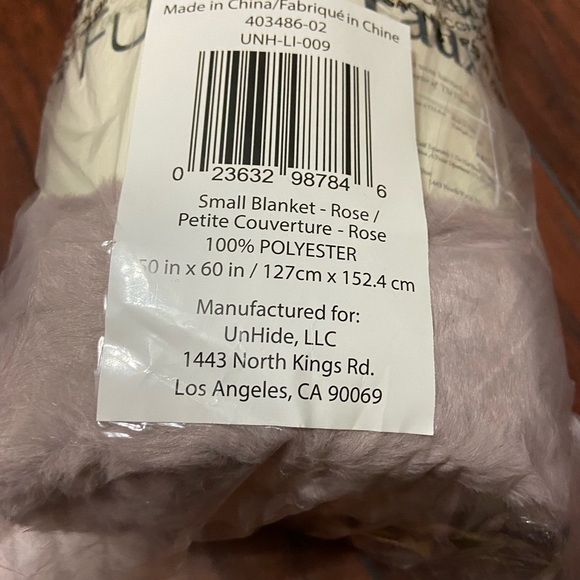 Made in China/Fabriqué in Chine
403486-02
UNH-LI-009
0 23632 98784 6
Small Blanket - Rose /
Petite Couverture - Rose
100% POLYESTER
50 in x 60 in / 127cm x 152.4 cm
Manufactured for:
UnHide, LLC
1443 North Kings Rd.
Los Angeles, CA 90069